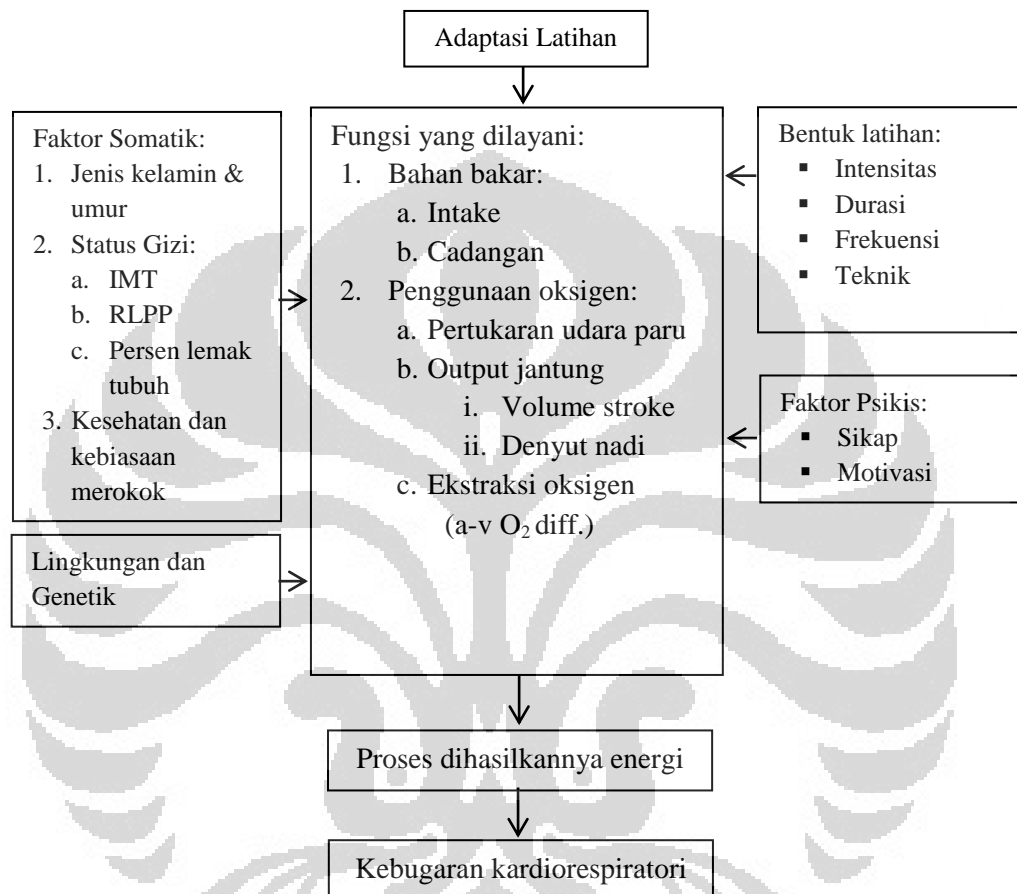 Adaptasi Latihan
Faktor Somatik:
1. Jenis kelamin &
umur
2. Status Gizi:
a. IMT
b. RLPP
c. Persen lemak
tubuh
3. Kesehatan dan
kebiasaan
merokok
Lingkungan dan
Genetik
Fungsi yang dilayani:
1. Bahan bakar:
a. Intake
b. Cadangan
2. Penggunaan oksigen:
a. Pertukaran udara paru
b. Output jantung
i. Volume stroke
ii. Denyut nadi
c. Ekstraksi oksigen
(a-v O₂ diff.)
Bentuk latihan:
▪ Intensitas
▪ Durasi
▪ Frekuensi
▪ Teknik
Faktor Psikis:
▪ Sikap
▪ Motivasi
Proses dihasilkannya energi
Kebugaran kardiorespiratori